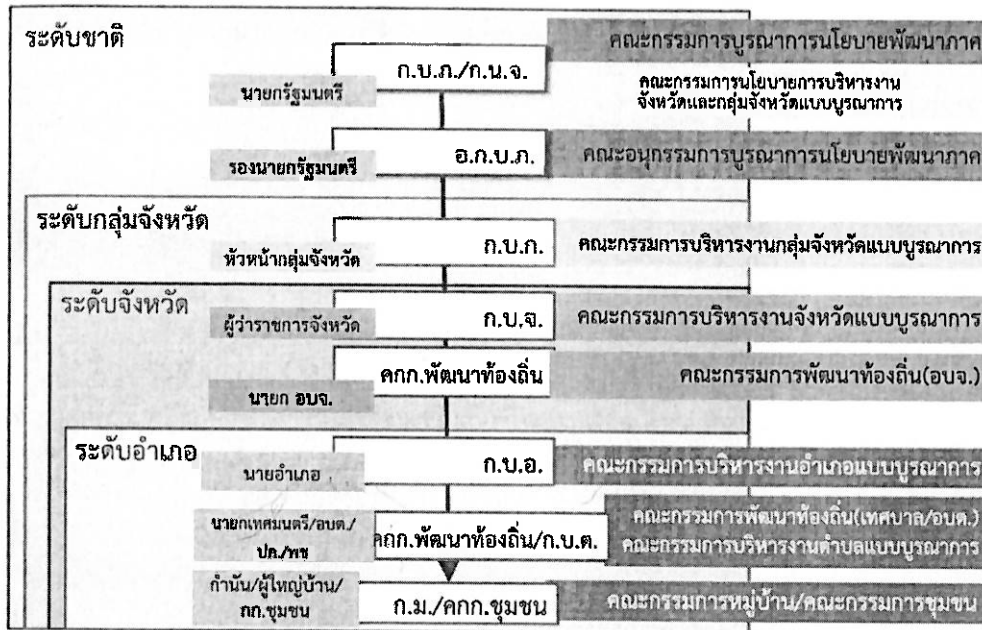 ระดับชาติ
คณะกรรมการบูรณาการนโยบายพัฒนาภาค
ก.บ.ภ./ก.น.จ.
นายกรัฐมนตรี
คณะกรรมการนโยบายการบริหารงาน
จังหวัดและกลุ่มจังหวัดแบบบูรณาการ
อ.ก.บ.ภ.
คณะอนุกรรมการบูรณาการนโยบายพัฒนาภาค
รองนายกรัฐมนตรี
ระดับกลุ่มจังหวัด
ก.บ.ก.
คณะกรรมการบริหารงานกลุ่มจังหวัดแบบบูรณาการ
หัวหน้ากลุ่มจังหวัด
ระดับจังหวัด
ผู้ว่าราชการจังหวัด
ก.บ.จ.
คณะกรรมการบริหารงานจังหวัดแบบบูรณาการ
คกก.พัฒนาท้องถิ่น
คณะกรรมการพัฒนาท้องถิ่น(อบจ.)
นายก อบจ.
ระดับอำเภอ
นายอำเภอ
ก.บ.อ.
คณะกรรมการบริหารงานอำเภอแบบบูรณาการ
นายกเทศมนตรี/อบต./
ปค./พช
คกก.พัฒนาท้องถิ่น/ก.บ.ต.
คณะกรรมการพัฒนาท้องถิ่น(เทศบาล/อบต.)
คณะกรรมการบริหารงานตำบลแบบบูรณาการ
กำนัน/ผู้ใหญ่บ้าน/
กก.ชุมชน
ก.ม./คกก.ชุมชน
คณะกรรมการหมู่บ้าน/คณะกรรมการชุมชน